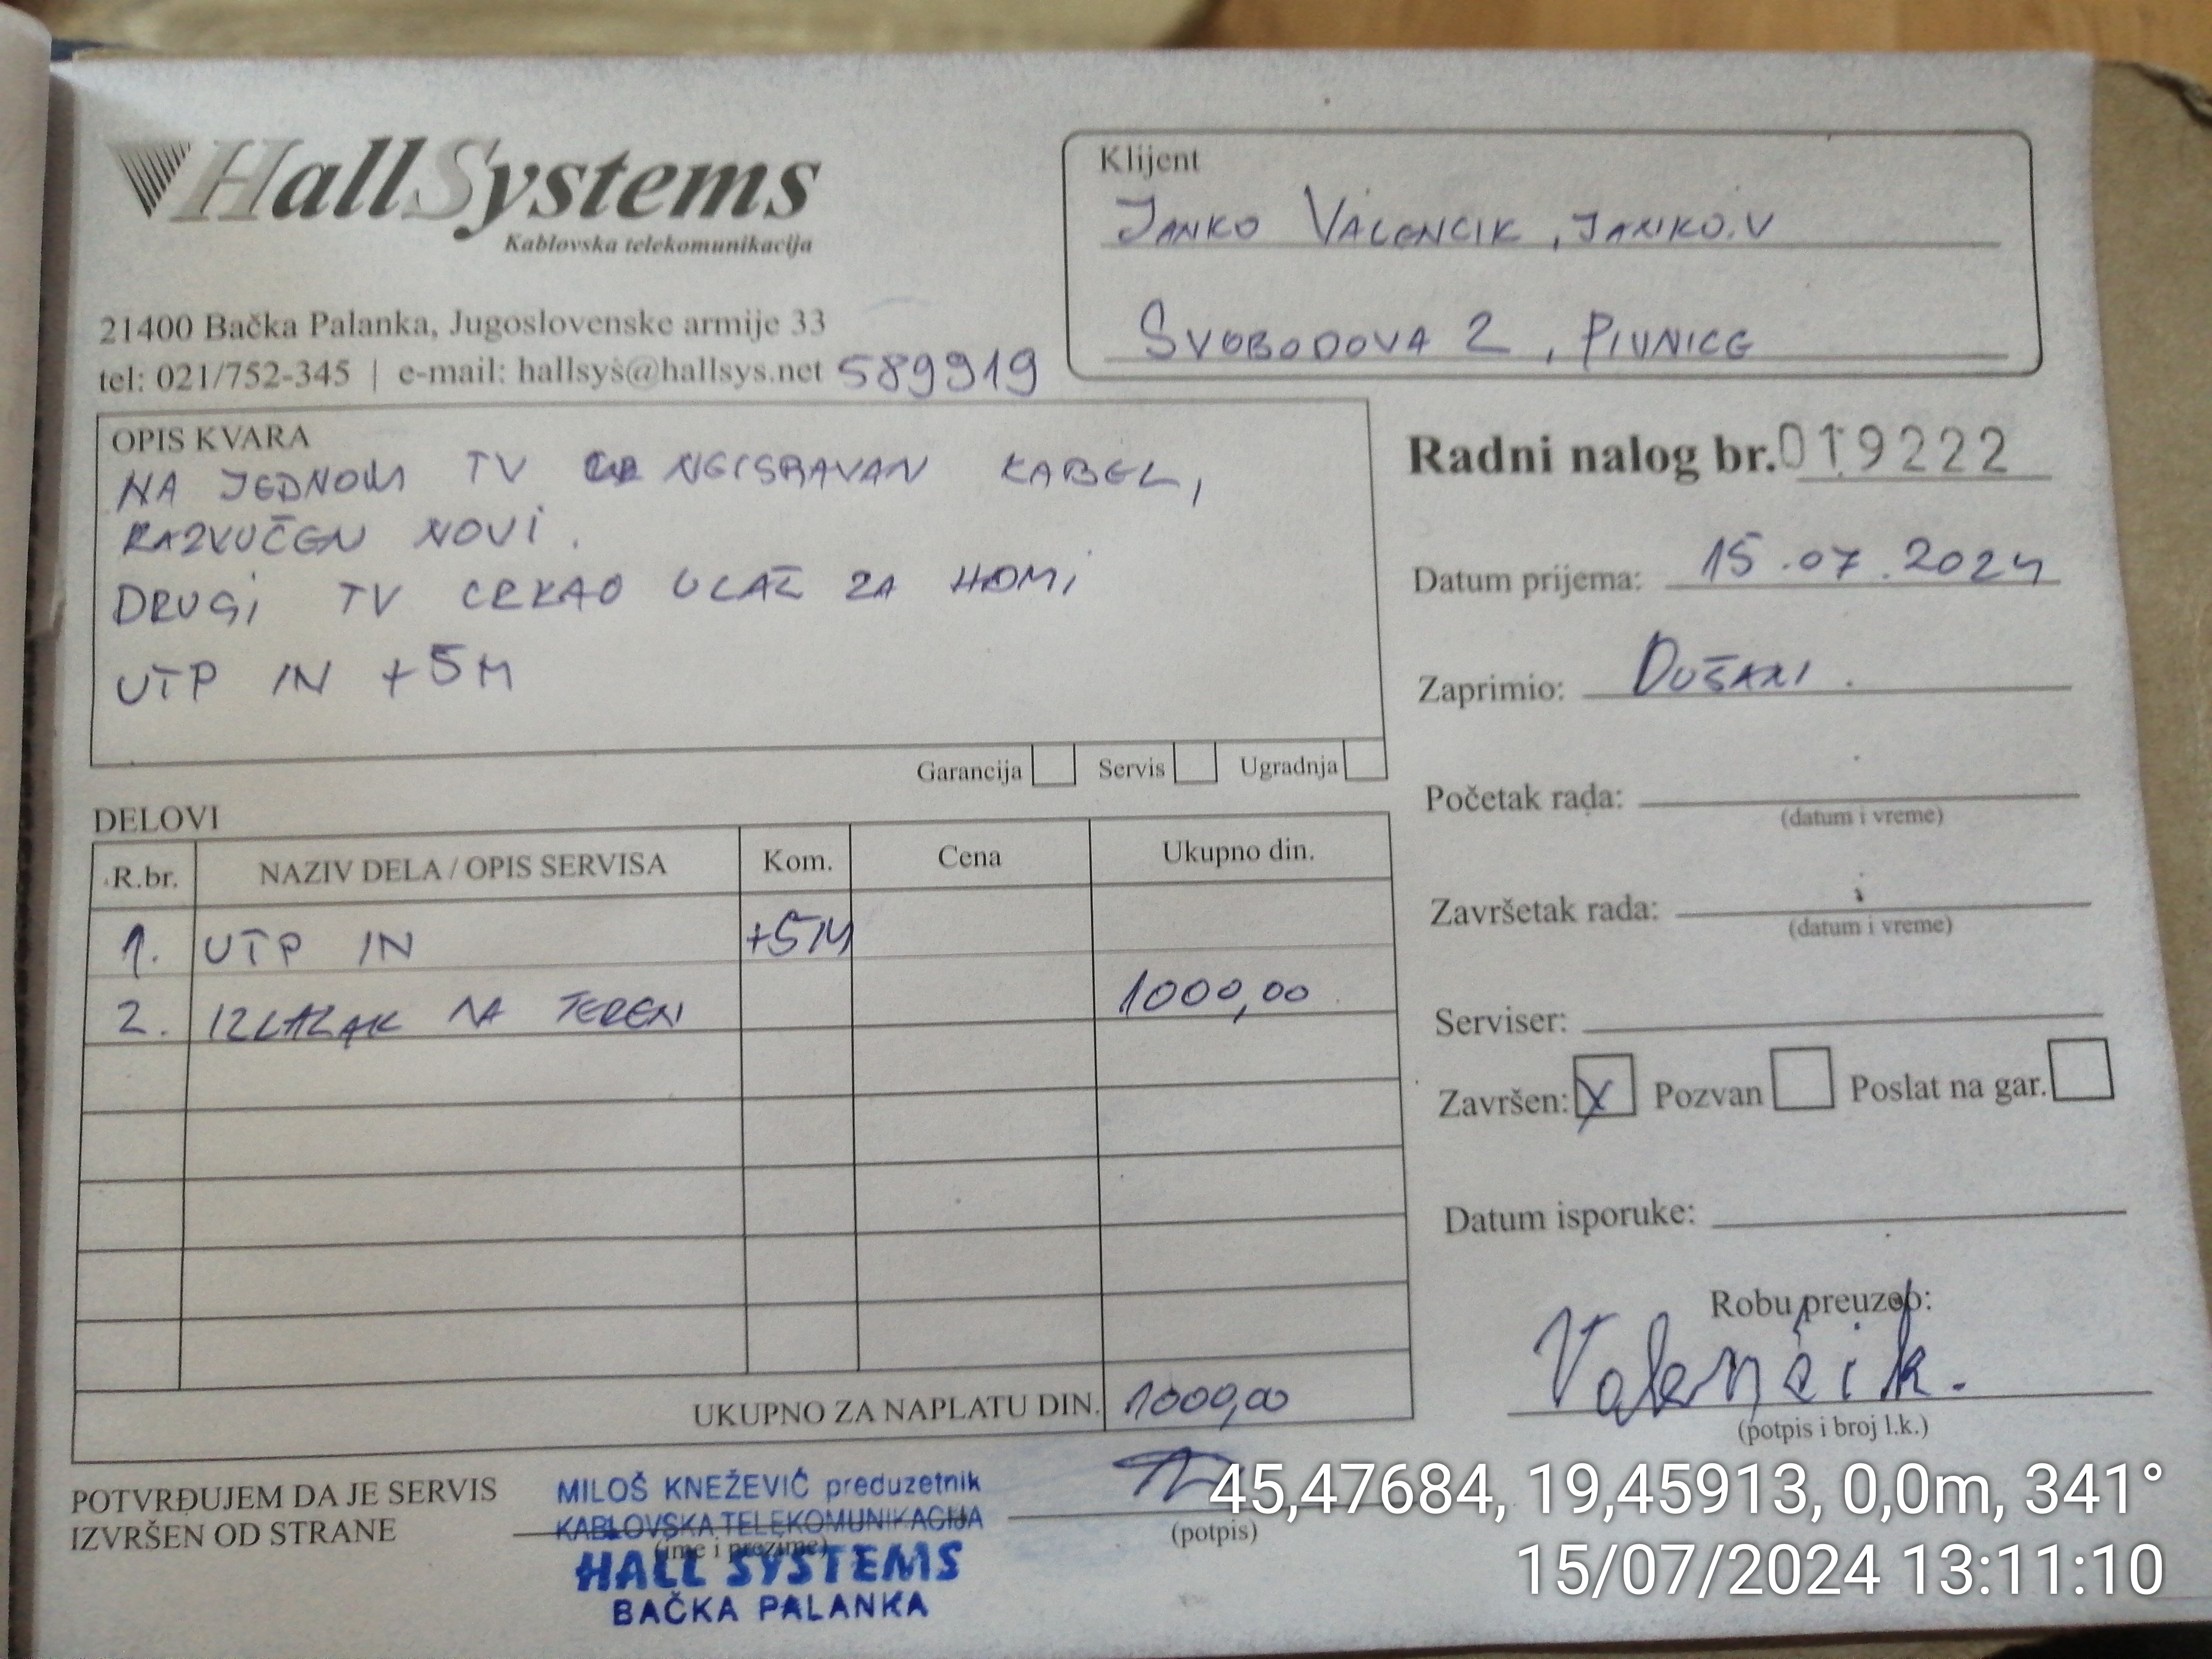 HallSystems
Kablovska telekomunikacija
21400 Bačka Palanka, Jugoslovenske armije 33
tel: 021/752-345 | e-mail: hallsys@hallsys.net 589919
Klijent
JANKO VALENCIK, JANKO.V
SVOBODOVA 2, PIVNICE
OPIS KVARA
NA JEDNOM TV NEISRAVAN KABEL,
RAZVUČEN NOVI.
DRUGI TV CRKAO ULAZ ZA HDMI
UTP IN +5M
Garancija Servis Ugradnja
Radni nalog br. 019222
Datum prijema: 15.07.2024
Zaprimio: DUŠAN.
Početak rada:
(datum i vreme)
Završetak rada:
(datum i vreme)
Serviser:
Završen: X Pozvan Poslat na gar.
Datum isporuke:
Robu preuzeo:
Valenčik.
(potpis i broj l.k.)
DELOVI
R.br. NAZIV DELA / OPIS SERVISA Kom. Cena Ukupno din.
1. UTP IN +5M
2. IZLAZAK NA TEREN 1000,00
UKUPNO ZA NAPLATU DIN. 1000,00
POTVRĐUJEM DA JE SERVIS
IZVRŠEN OD STRANE
(ime i prezime)
MILOŠ KNEŽEVIĆ preduzetnik
KABLOVSKA TELEKOMUNIKACIJA
HALL SYSTEMS
BAČKA PALANKA
(potpis)
45,47684, 19,45913, 0,0m, 341°
15/07/2024 13:11:10